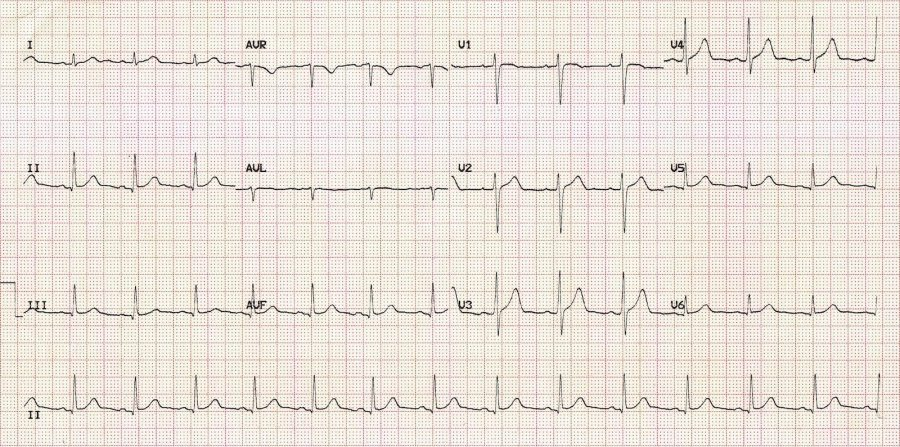 I AVR V1 V4
II AVL V2 V5
III AVF V3 V6
II